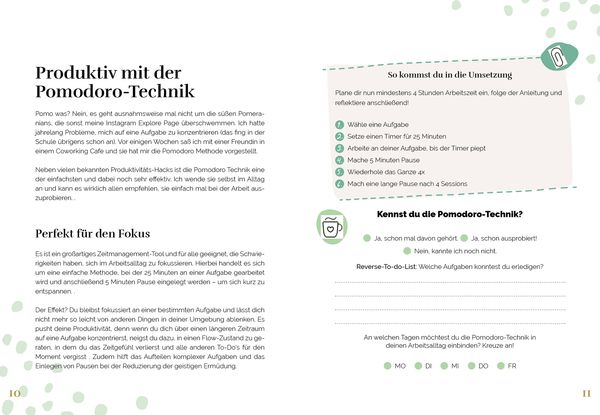 Produktiv mit der
Pomodoro-Technik
Pomo was? Nein, es geht ausnahmsweise mal nicht um die süßen Pomera-
nians, die sonst meine Instagram Explore Page überschwemmen. Ich hatte
jahrelang Probleme, mich auf eine Aufgabe zu konzentrieren (das fing in der
Schule übrigens schon an). Vor einigen Wochen saß ich mit einer Freundin in
einem Coworking Cafe und sie hat mir die Pomodoro Methode vorgestellt.
Neben vielen bekannten Produktivitäts-Hacks ist die Pomodoro Technik eine
der einfachsten und dabei noch sehr effektiv. Ich wende sie selbst im Alltag
an und kann es wirklich allen empfehlen, sie einfach mal bei der Arbeit aus-
zuprobieren. .
Perfekt für den Fokus
Es ist ein großartiges Zeitmanagement-Tool und für alle geeignet, die Schwie-
rigkeiten haben, sich im Arbeitsalltag zu fokussieren. Hierbei handelt es sich
um eine einfache Methode, bei der 25 Minuten an einer Aufgabe gearbeitet
wird und anschließend 5 Minuten Pause eingelegt werden – um sich kurz zu
entspannen. .
Der Effekt? Du bleibst fokussiert an einer bestimmten Aufgabe und lässt dich
nicht mehr so leicht von anderen Dingen in deiner Umgebung ablenken. Es
pusht deine Produktivität, denn wenn du dich über einen längeren Zeitraum
auf eine Aufgabe konzentrierst, neigst du dazu, in einen Flow-Zustand zu ge-
raten, in dem du das Zeitgefühl verlierst und alle anderen To-Do's für den
Moment vergisst . Zudem hilft das Aufteilen komplexer Aufgaben und das
Einlegen von Pausen bei der Reduzierung der geistigen Ermüdung.
10
So kommst du in die Umsetzung
Plane dir nun mindestens 4 Stunden Arbeitszeit ein, folge der Anleitung und
reflektiere anschließend!
1. Wähle eine Aufgabe
2. Setze einen Timer für 25 Minuten
3. Arbeite an deiner Aufgabe, bis der Timer piept
4. Mache 5 Minuten Pause
5. Wiederhole das Ganze 4x
6. Mach eine lange Pause nach 4 Sessions
Kennst du die Pomodoro-Technik?
Ja, schon mal davon gehört. Ja, schon ausprobiert!
Nein, kannte ich noch nicht.
Reverse-To-do-List: Welche Aufgaben konntest du erledigen?
An welchen Tagen möchtest du die Pomodoro-Technik in
deinen Arbeitsalltag einbinden? Kreuze an!
MO DI MI DO FR
11